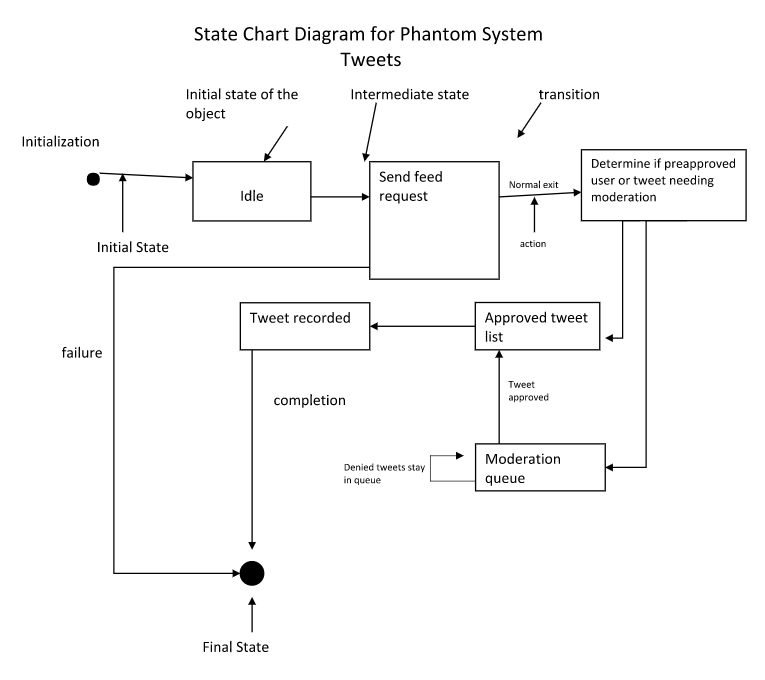 State Chart Diagram for Phantom System
Tweets
Initial state of the
object
Intermediate state
transition
Initialization
Idle
Send feed
request
Normal exit
Determine if preapproved
user or tweet needing
moderation
Initial State
action
Tweet recorded
Approved tweet
list
failure
completion
Tweet
approved
Denied tweets stay
in queue
Moderation
queue
Final State